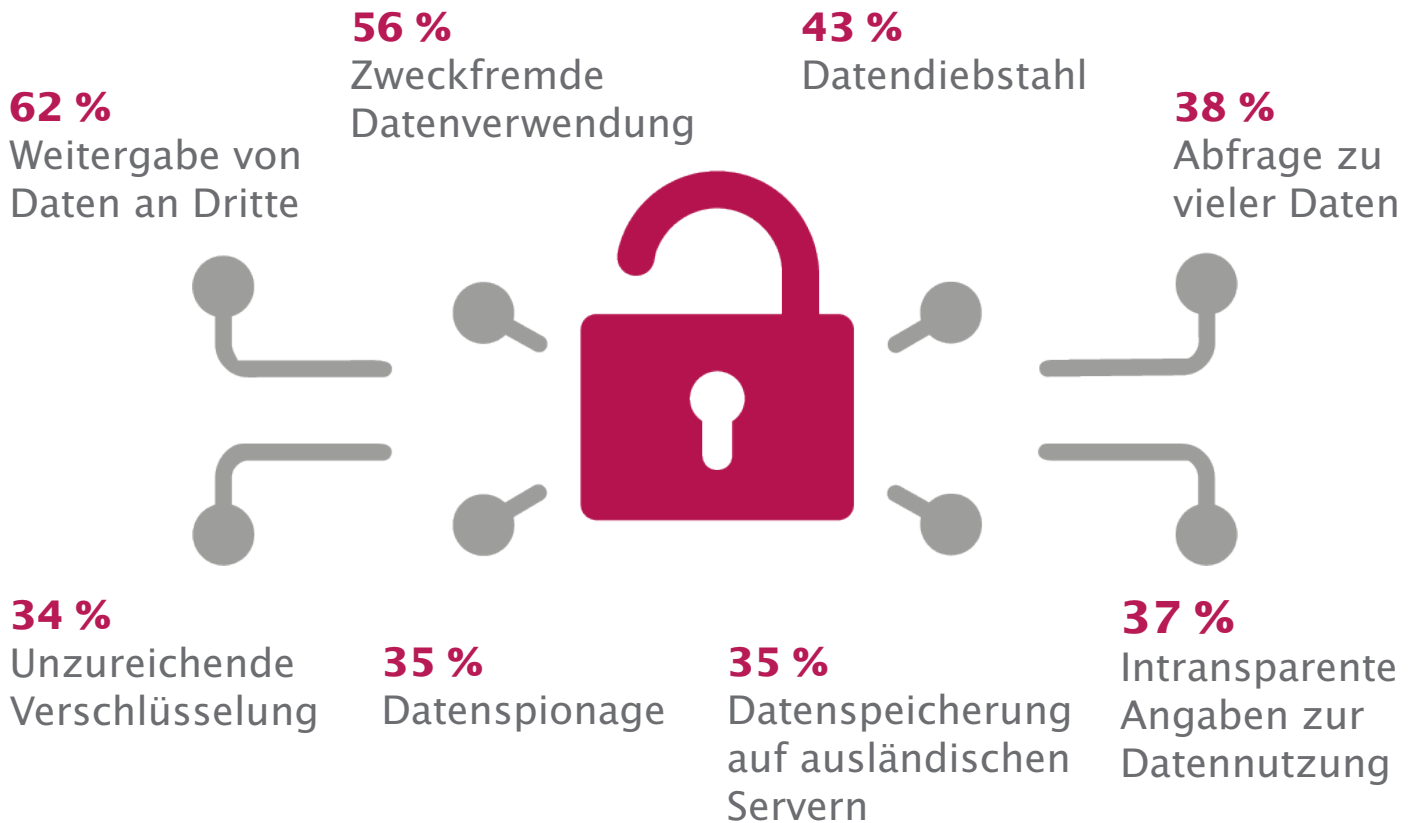 62 %
Weitergabe von
Daten an Dritte
56 %
Zweckfremde
Datenverwendung
43 %
Datendiebstahl
38 %
Abfrage zu
vieler Daten
34 %
Unzureichende
Verschlüsselung
35 %
Datenspionage
35 %
Datenspeicherung
auf ausländischen
Servern
37 %
Intransparente
Angaben zur
Datennutzung